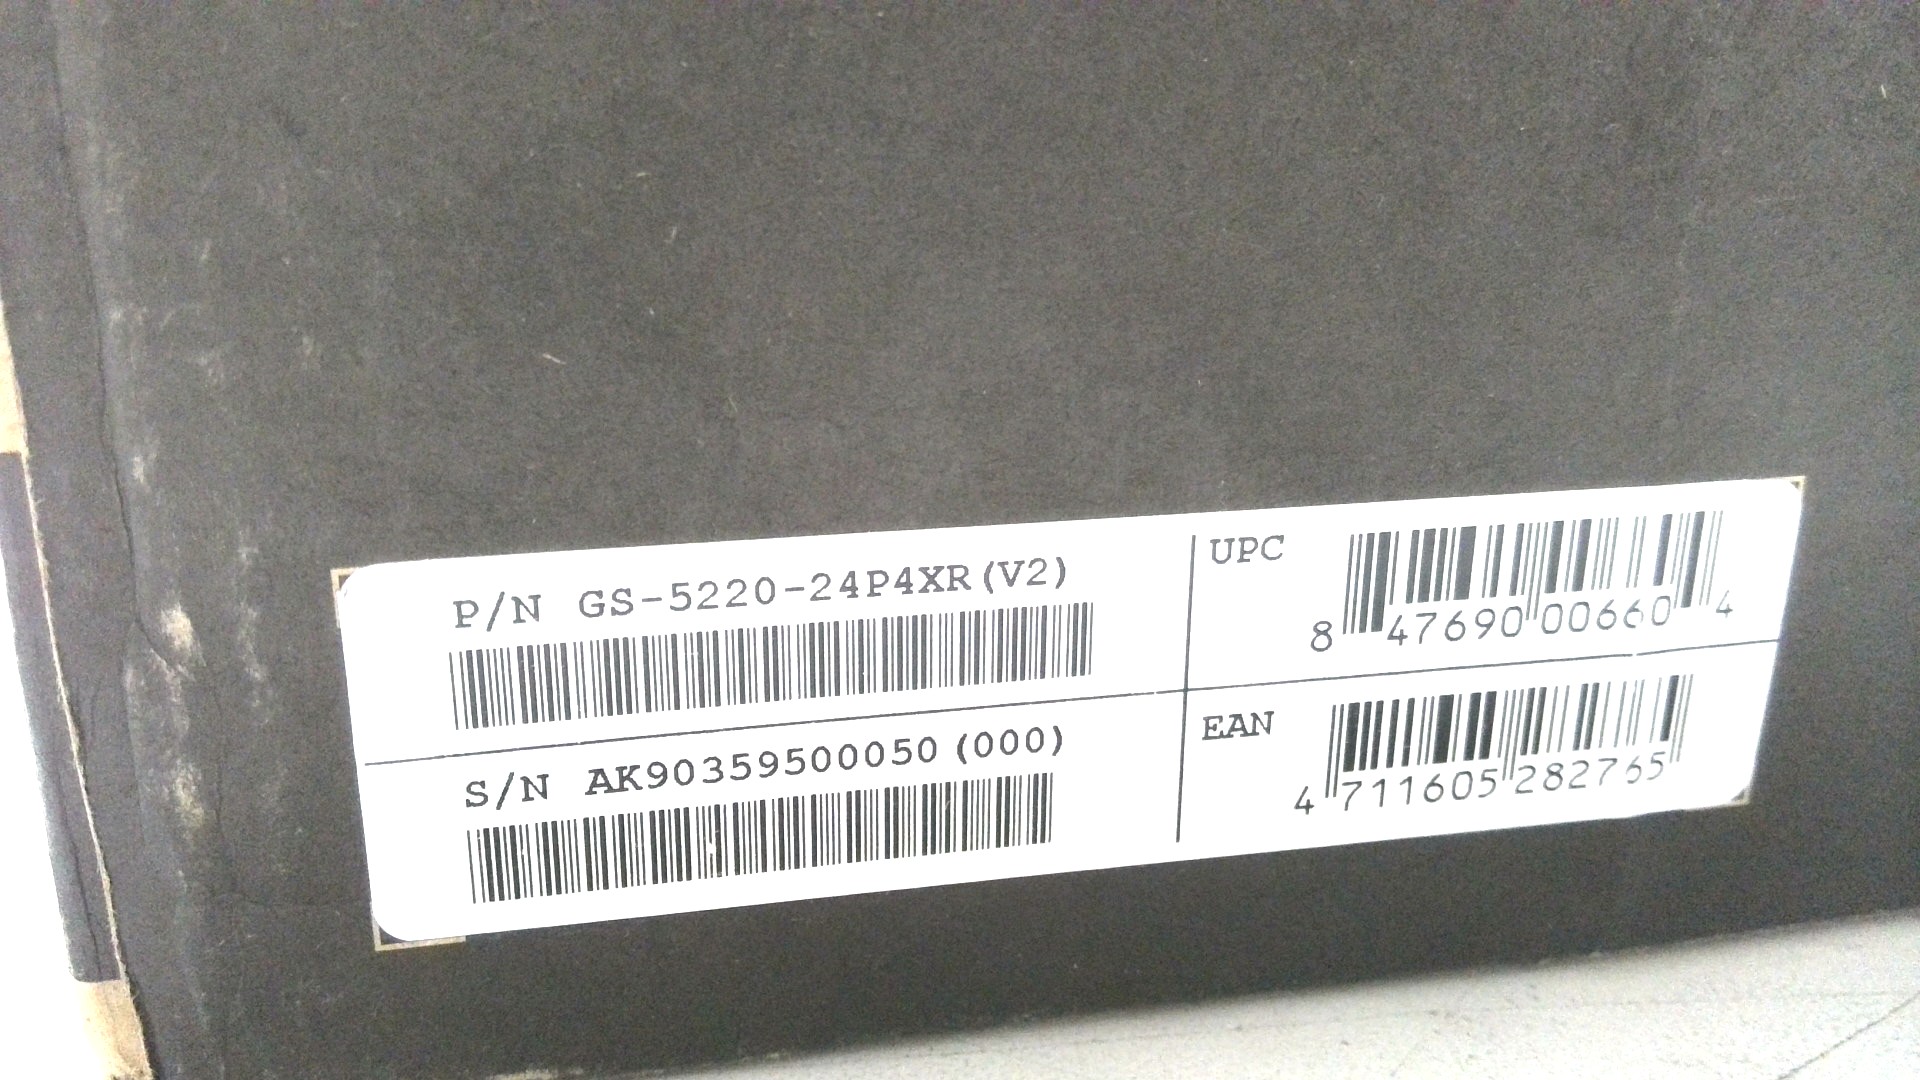 P/N GS-5220-24P4XR(V2)
S/N AK90359500050(000)
UPC
8 47690 00660 4
EAN
4 711605 282765